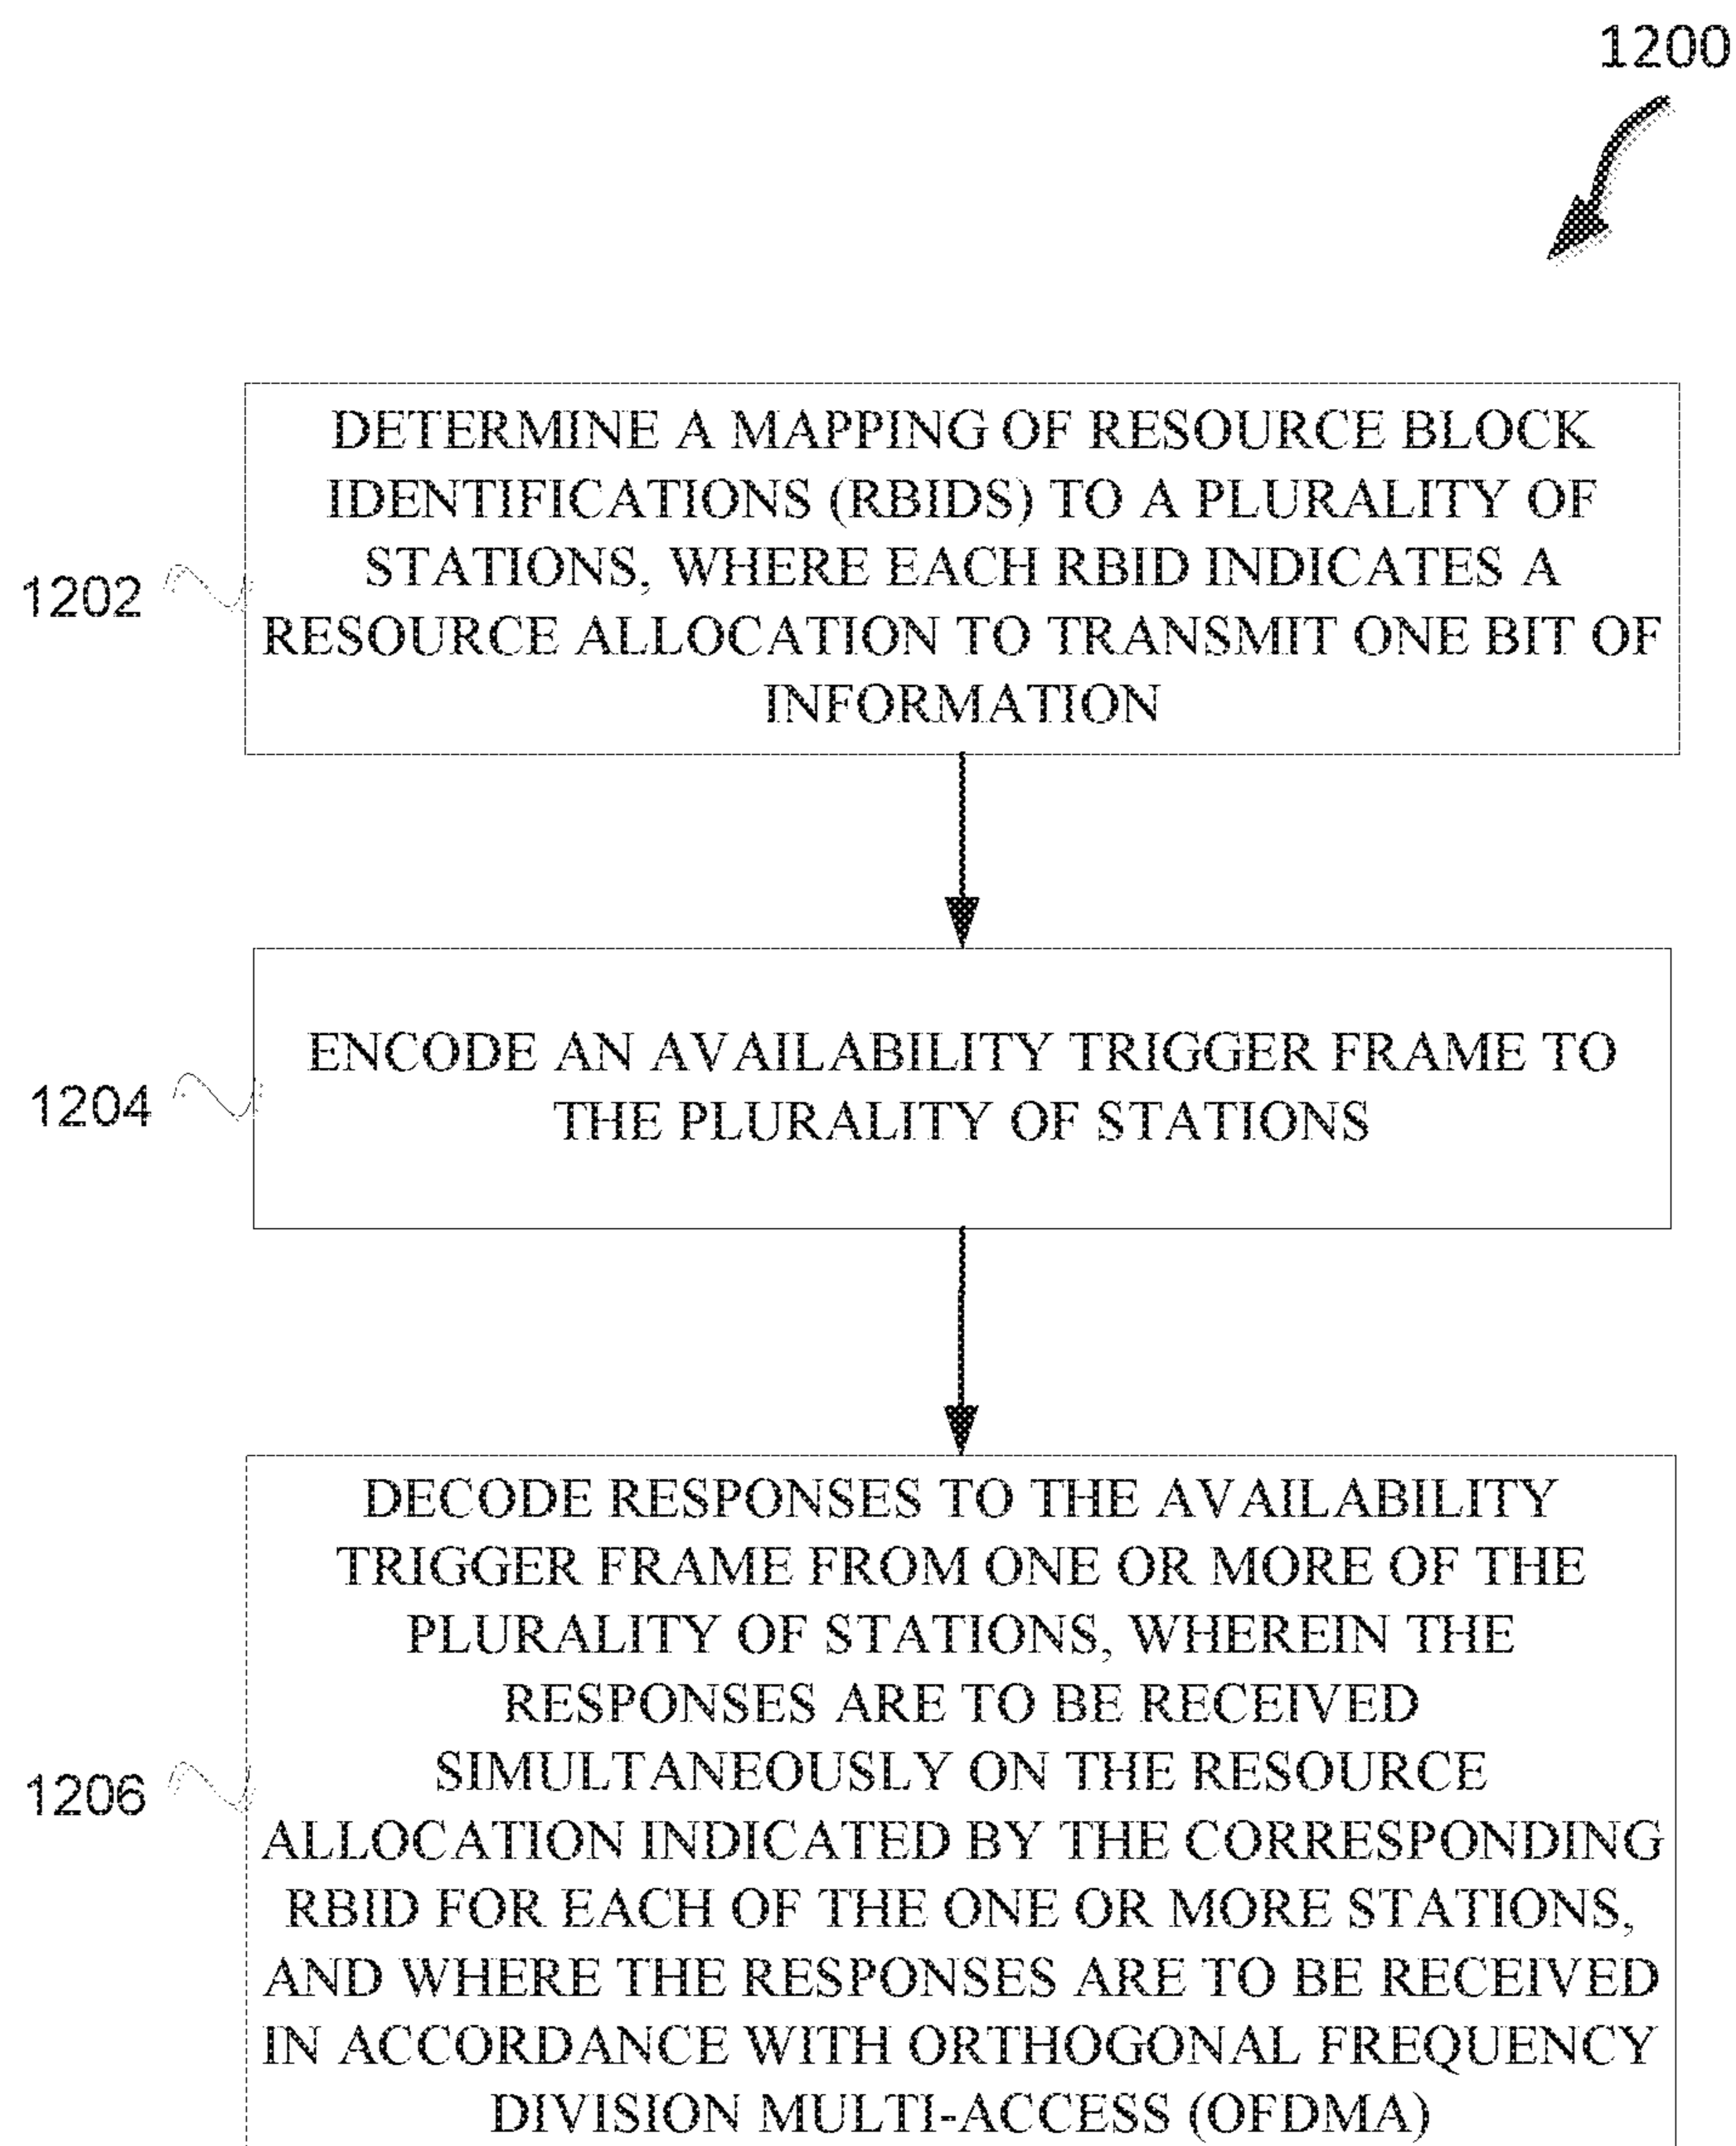 1200
DETERMINE A MAPPING OF RESOURCE BLOCK
IDENTIFICATIONS (RBIDS) TO A PLURALITY OF
STATIONS, WHERE EACH RBID INDICATES A
RESOURCE ALLOCATION TO TRANSMIT ONE BIT OF
INFORMATION
1202
ENCODE AN AVAILABILITY TRIGGER FRAME TO
THE PLURALITY OF STATIONS
1204
DECODE RESPONSES TO THE AVAILABILITY
TRIGGER FRAME FROM ONE OR MORE OF THE
PLURALITY OF STATIONS, WHEREIN THE
RESPONSES ARE TO BE RECEIVED
SIMULTANEOUSLY ON THE RESOURCE
ALLOCATION INDICATED BY THE CORRESPONDING
RBID FOR EACH OF THE ONE OR MORE STATIONS,
AND WHERE THE RESPONSES ARE TO BE RECEIVED
IN ACCORDANCE WITH ORTHOGONAL FREQUENCY
DIVISION MULTI-ACCESS (OFDMA)
1206